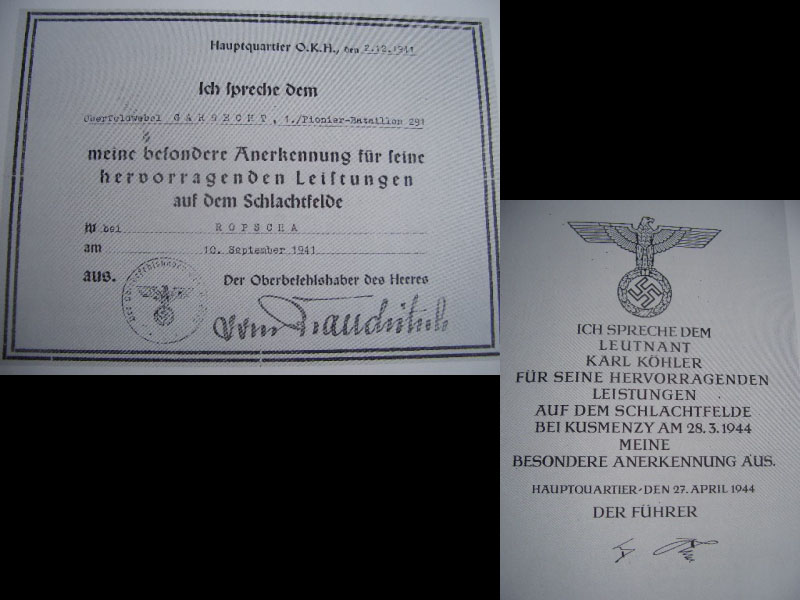 Hauptquartier O.K.H., den 2.12.1941
Ich spreche dem
Oberfeldwebel G A R B E C H T , 1./Pionier-Bataillon 291
meine besondere Anerkennung für seine
hervorragenden Leistungen
auf dem Schlachtfelde
bei R O P S C H A
am 10. September 1941
aus. Der Oberbefehlshaber des Heeres
ICH SPRECHE DEM
LEUTNANT
KARL KÖHLER
FÜR SEINE HERVORRAGENDEN
LEISTUNGEN
AUF DEM SCHLACHTFELDE
BEI KUSMENZY AM 28.3.1944
MEINE
BESONDERE ANERKENNUNG AUS.
HAUPTQUARTIER·DEN 27. APRIL 1944
DER FÜHRER